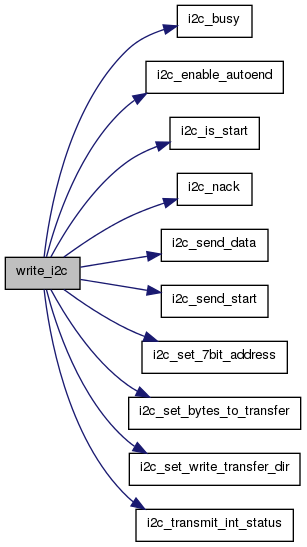 i2c_busy
i2c_enable_autoend
i2c_is_start
i2c_nack
write_i2c
i2c_send_data
i2c_send_start
i2c_set_7bit_address
i2c_set_bytes_to_transfer
i2c_set_write_transfer_dir
i2c_transmit_int_status